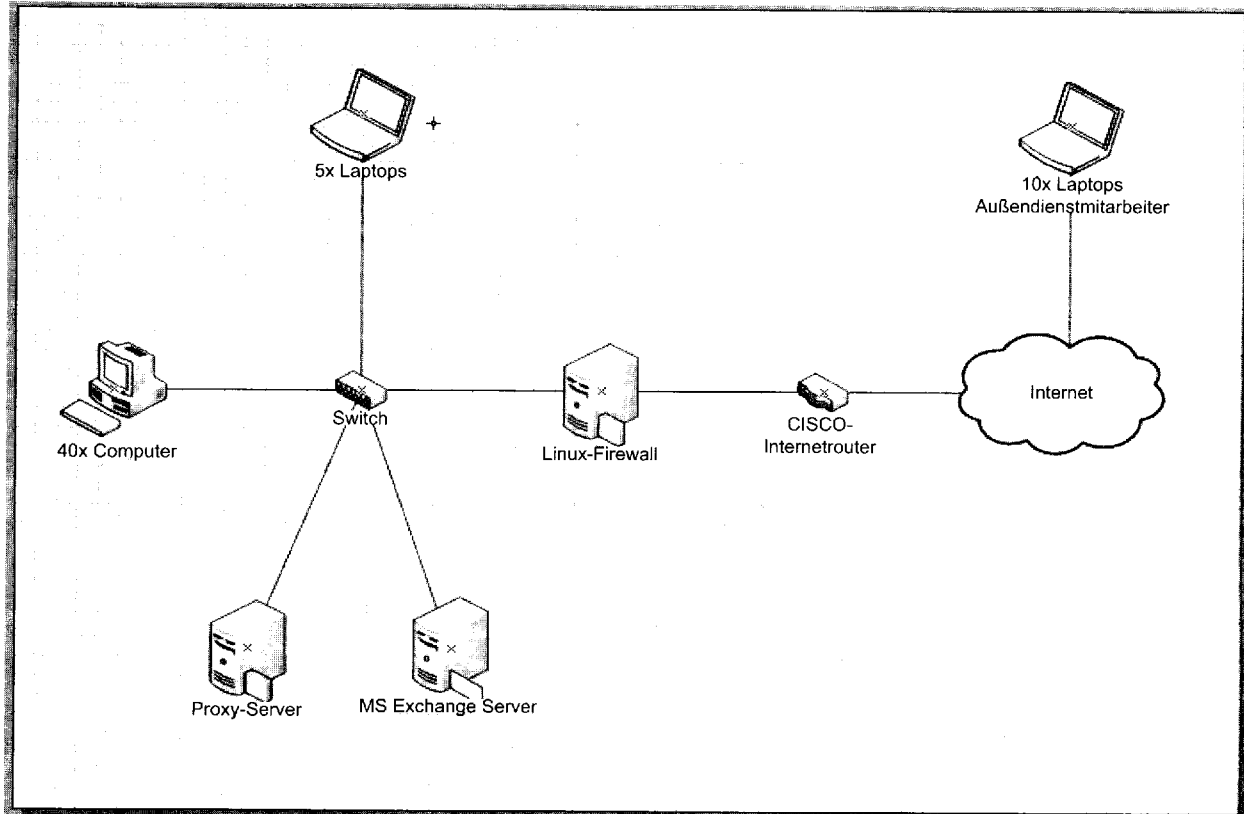 5x Laptops
10x Laptops
Außendienstmitarbeiter
Internet
Switch
40x Computer
Linux-Firewall
CISCO-
Internetrouter
Proxy-Server
MS Exchange Server